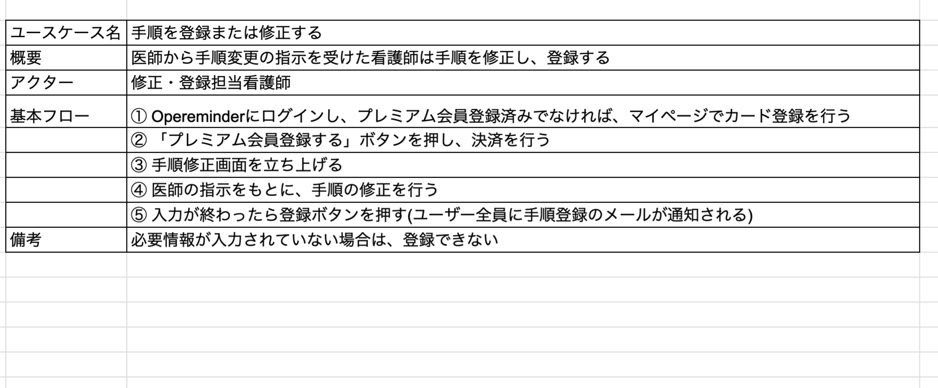 ユースケース名 手順を登録または修正する
概要 医師から手順変更の指示を受けた看護師は手順を修正し、登録する
アクター 修正・登録担当看護師
基本フロー ① Opereminderにログインし、プレミアム会員登録済みでなければ、マイページでカード登録を行う
② 「プレミアム会員登録する」ボタンを押し、決済を行う
③ 手順修正画面を立ち上げる
④ 医師の指示をもとに、手順の修正を行う
⑤ 入力が終わったら登録ボタンを押す(ユーザー全員に手順登録のメールが通知される)
備考 必要情報が入力されていない場合は、登録できない